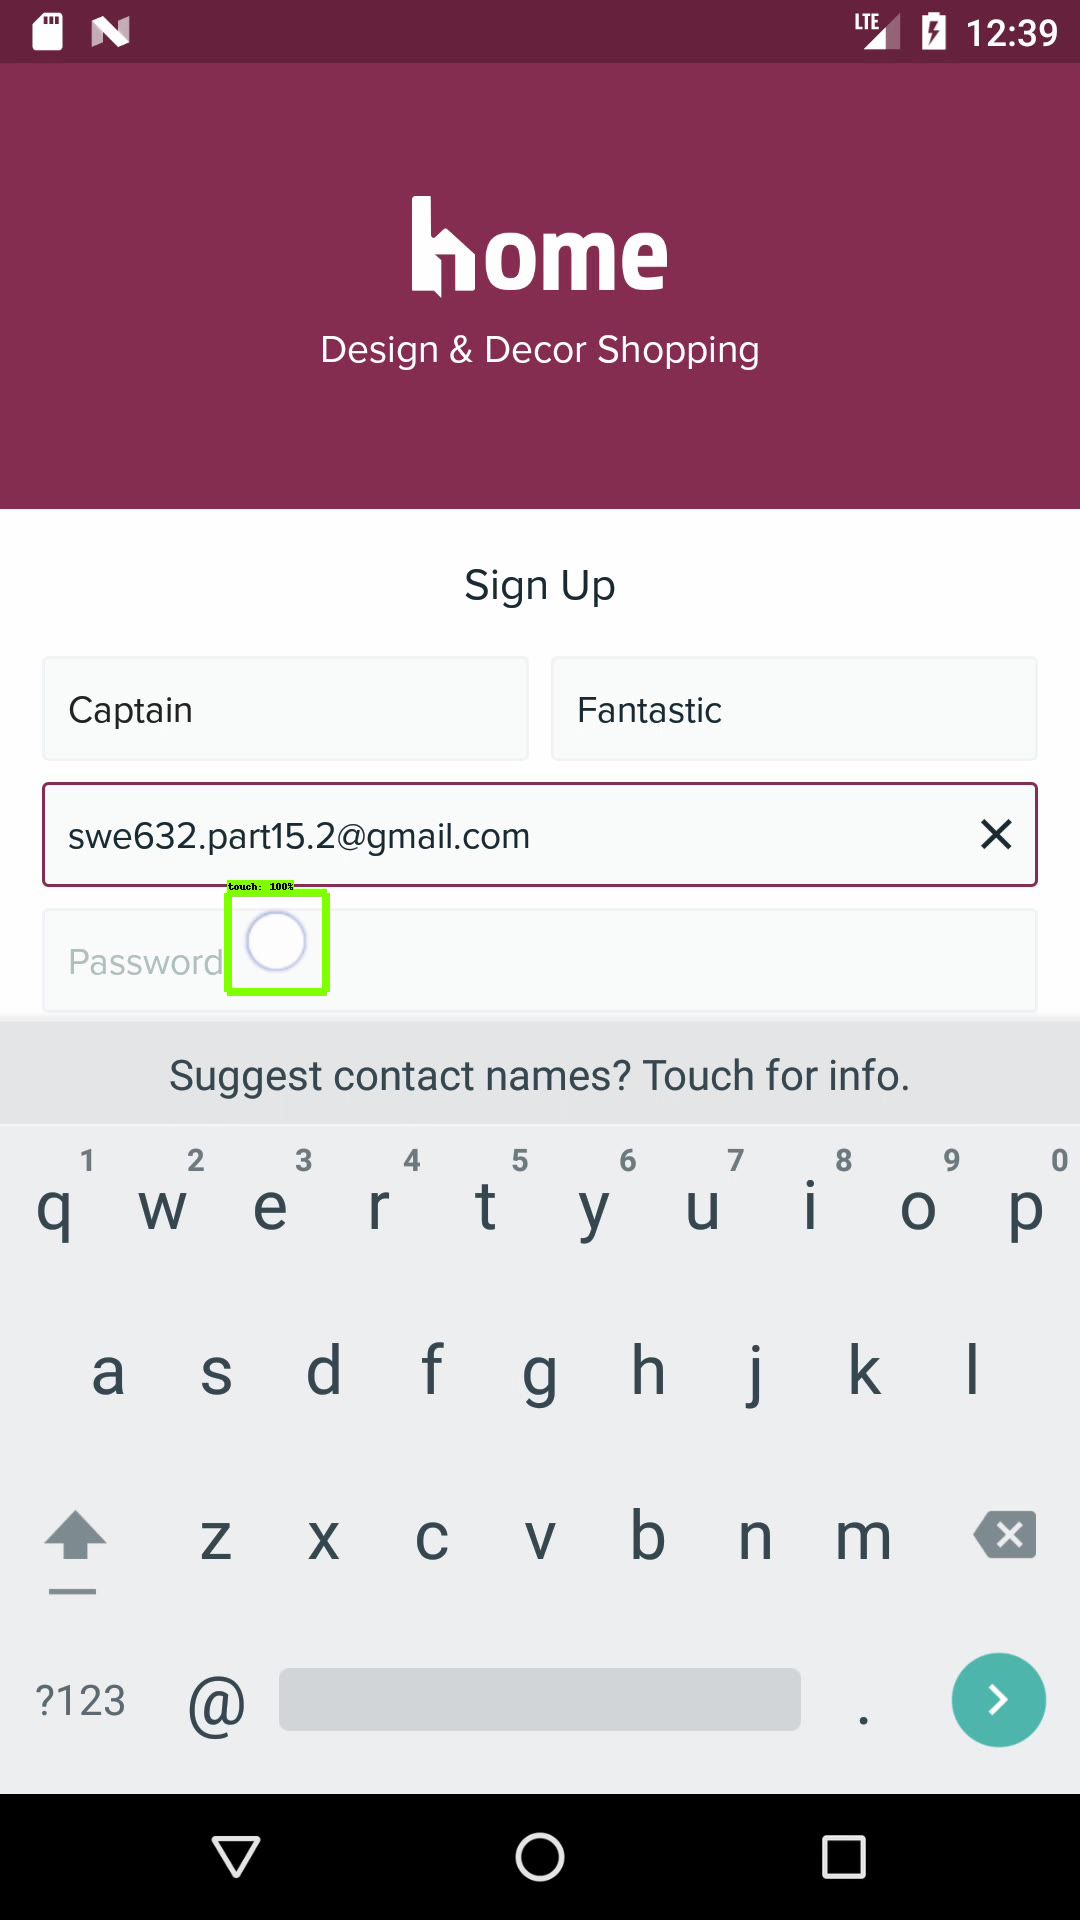 LTE 12:39
home
Design & Decor Shopping
Sign Up
Captain Fantastic
swe632.part15.2@gmail.com
touch: 100%
Password
Suggest contact names? Touch for info.
1 2 3 4 5 6 7 8 9 0
q w e r t y u i o p
a s d f g h j k l
z x c v b n m
?123 @ .